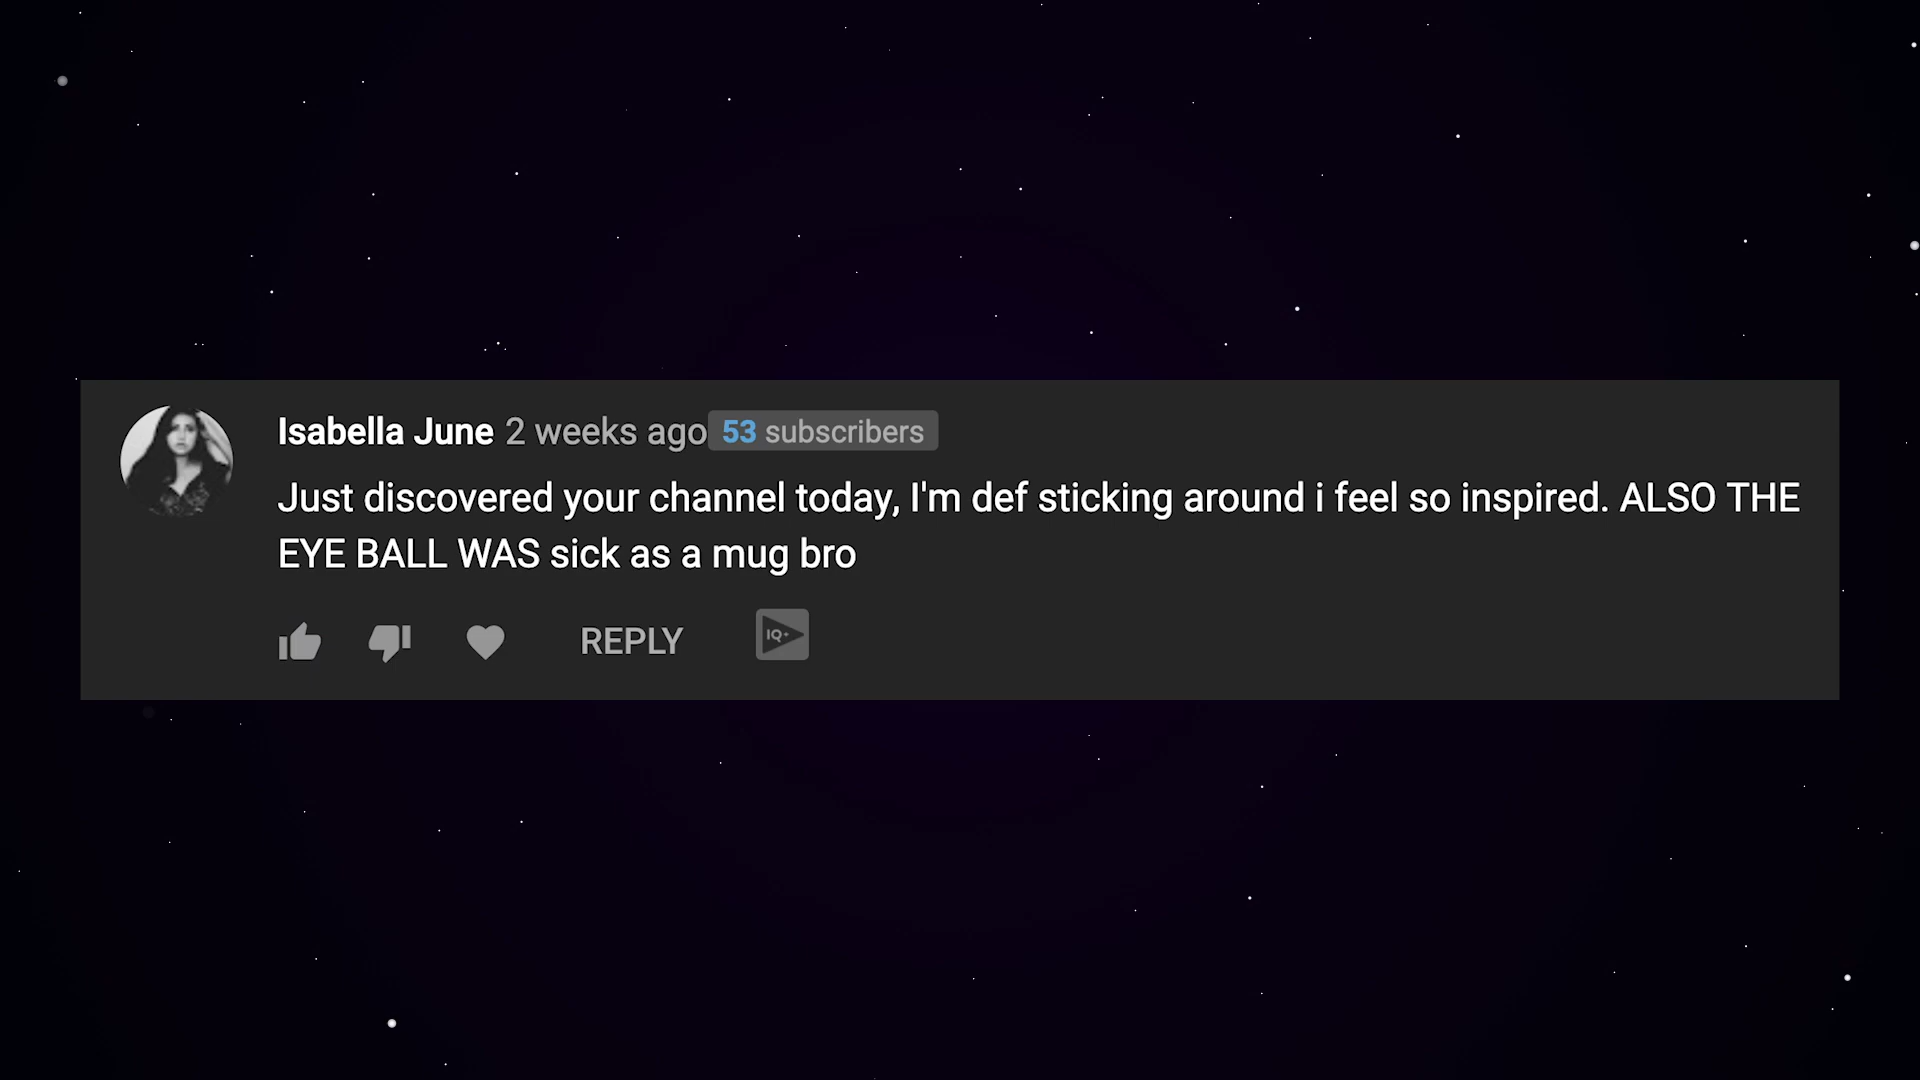 Isabella June 2 weeks ago 53 subscribers
Just discovered your channel today, I'm def sticking around i feel so inspired. ALSO THE
EYE BALL WAS sick as a mug bro
REPLY
IQ+